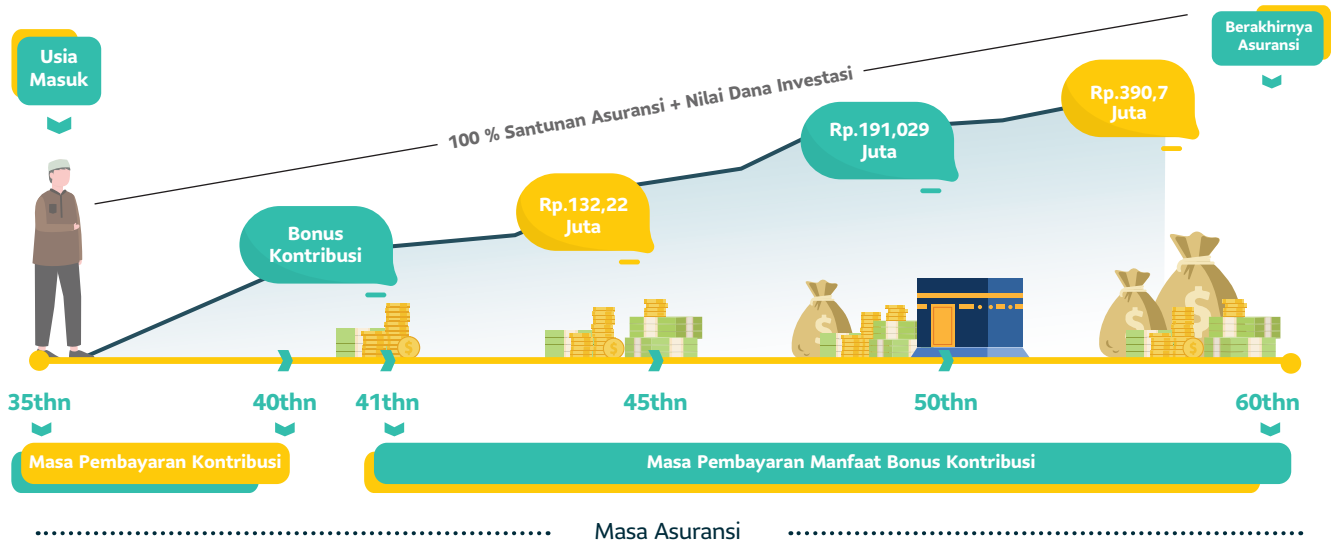 Usia
Masuk
Berakhirnya
Asuransi
100 % Santunan Asuransi + Nilai Dana Investasi
Rp.390,7
Juta
Rp.191,029
Juta
Rp.132,22
Juta
Bonus
Kontribusi
35thn
40thn
41thn
45thn
50thn
60thn
Masa Pembayaran Kontribusi
Masa Pembayaran Manfaat Bonus Kontribusi
Masa Asuransi